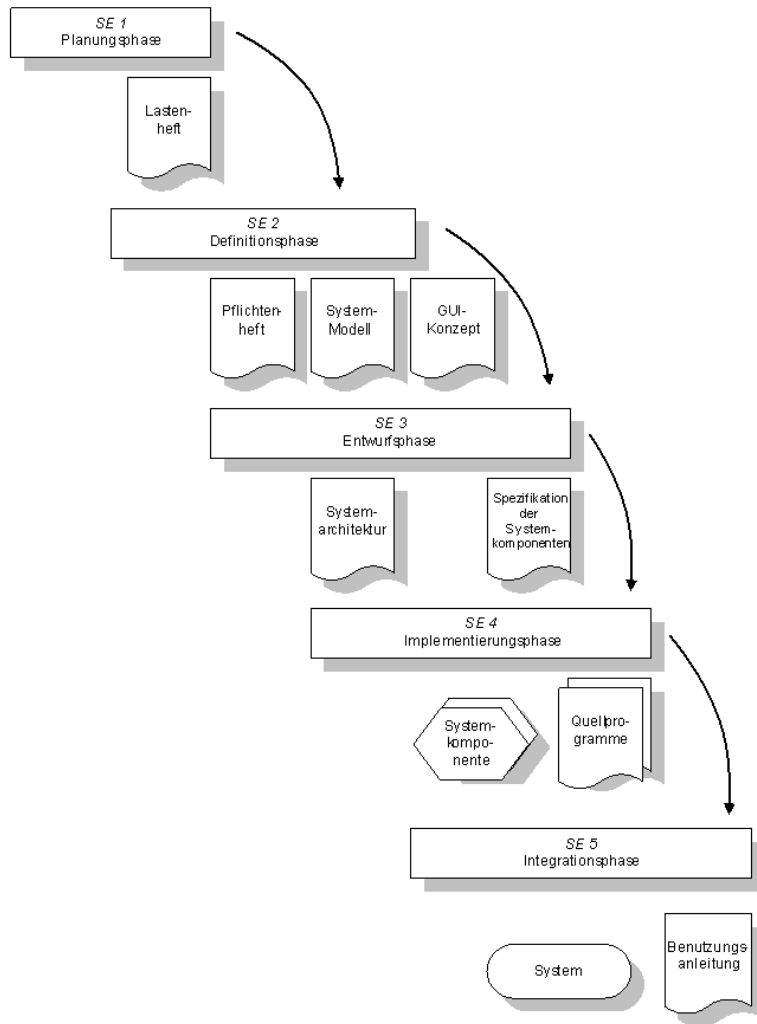 SE 1
Planungsphase
Lasten-
heft
SE 2
Definitionsphase
Pflichten-
heft
System-
Modell
GUI-
Konzept
SE 3
Entwurfsphase
System-
architektur
Spezifikation
der
System-
komponenten
SE 4
Implementierungsphase
System-
kompo-
nente
Quellpro-
gramme
SE 5
Integrationsphase
System
Benutzungs-
anleitung